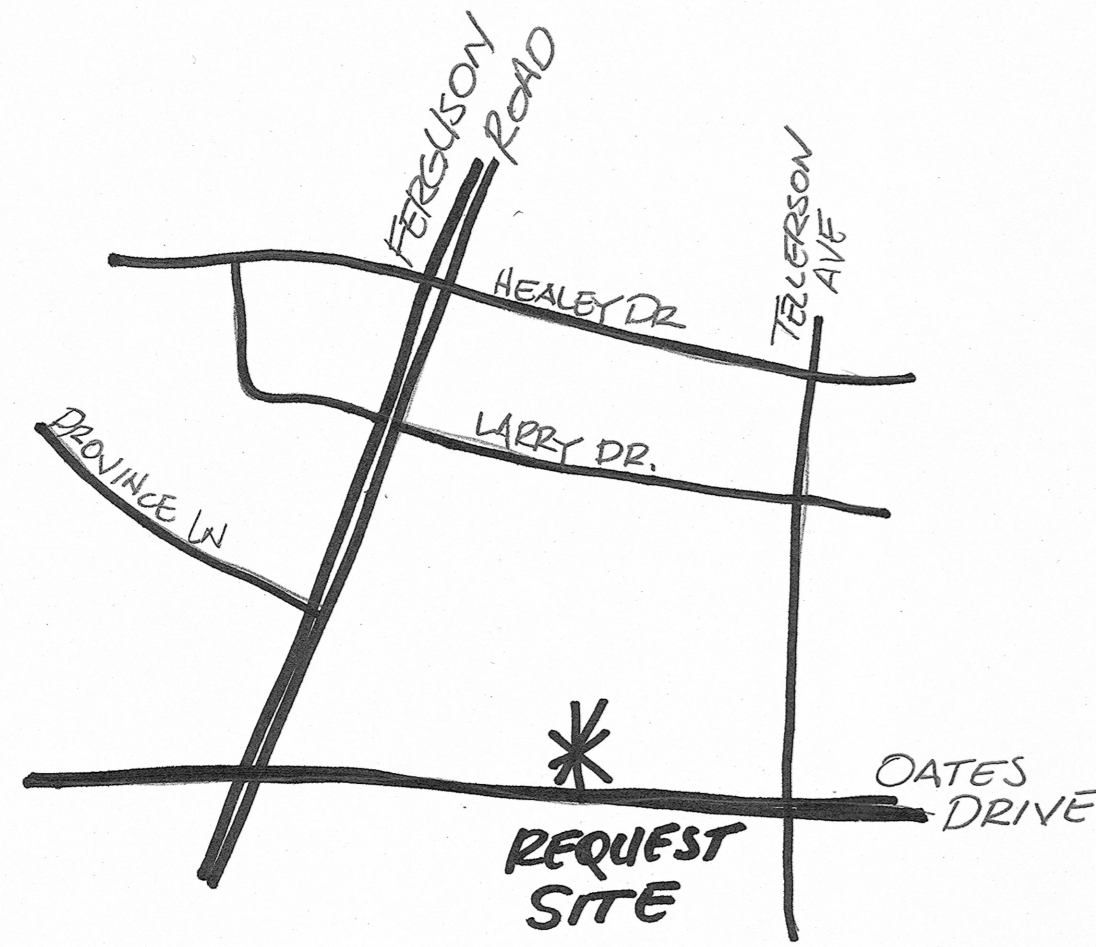 FERGUSON
ROAD
TELLERSON
AVE
HEALEY DR
LARRY DR.
PROVINCE LN
OATES
DRIVE
REQUEST
SITE